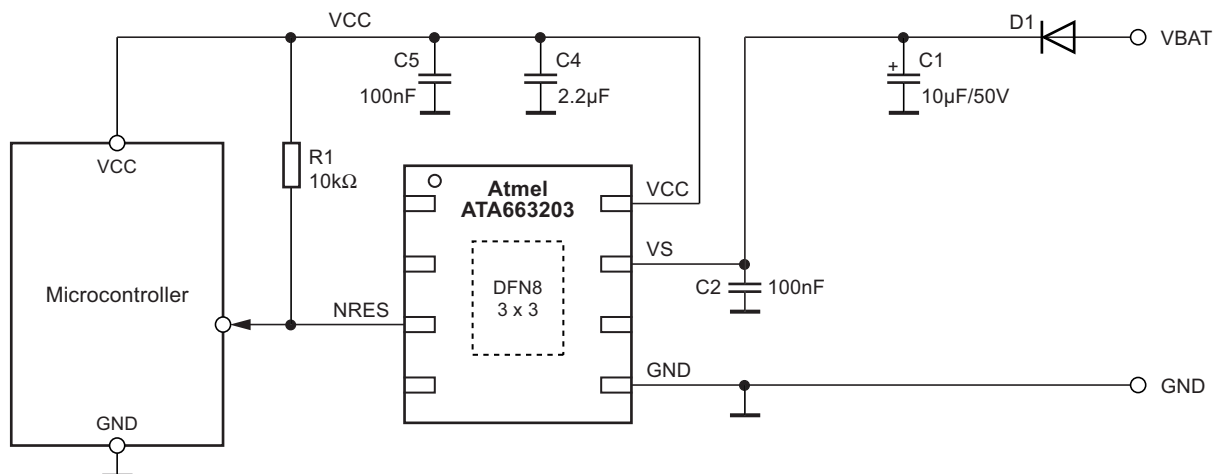 VCC
D1
VBAT
C5
100nF
C4
2.2µF
+
C1
10µF/50V
VCC
R1
10kΩ
Atmel
ATA663203
VCC
VS
Microcontroller
DFN8
3 x 3
C2
100nF
NRES
GND
GND
GND